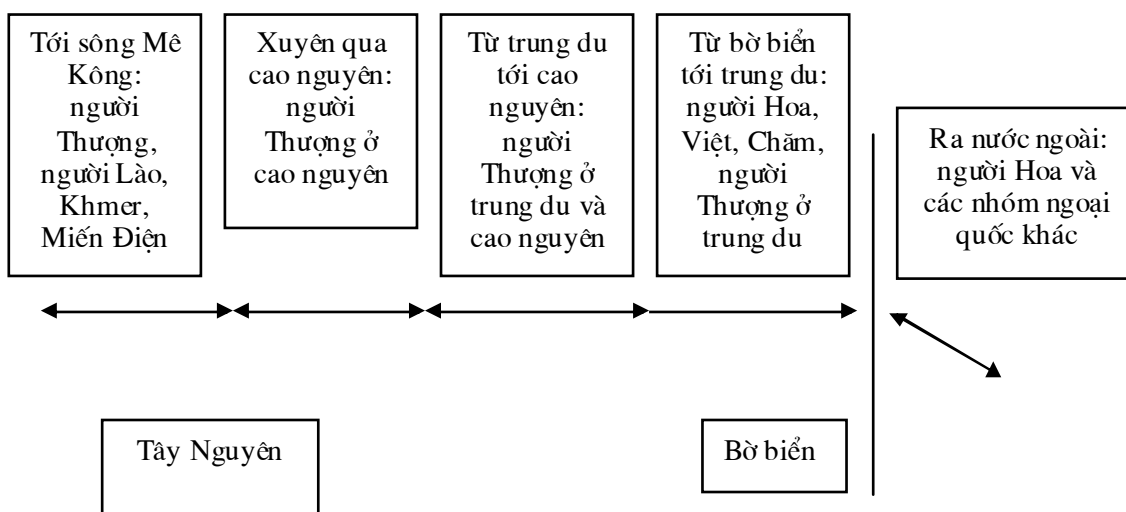 Tới sông Mê
Kông:
người
Thượng,
người Lào,
Khmer,
Miến Điện
Xuyên qua
cao nguyên:
người
Thượng ở
cao nguyên
Từ trung du
tới cao
nguyên:
người
Thượng ở
trung du và
cao nguyên
Từ bờ biển
tới trung du:
người Hoa,
Việt, Chăm,
người
Thượng ở
trung du
Ra nước ngoài:
người Hoa và
các nhóm ngoại
quốc khác
Tây Nguyên
Bờ biển